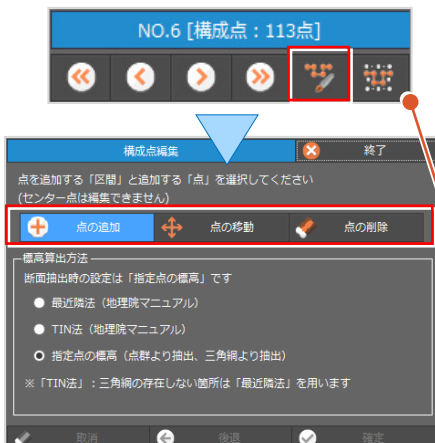 NO.6 [構成点：113点]
構成点編集
終了
点を追加する「区間」と追加する「点」を選択してください
(センター点は編集できません)
点の追加
点の移動
点の削除
標高算出方法
断面抽出時の設定は「指定点の標高」です
最近隣法（地理院マニュアル）
TIN法（地理院マニュアル）
指定点の標高（点群より抽出、三角網より抽出）
※「TIN法」：三角網の存在しない箇所は「最近隣法」を用います
取消
後退
確定